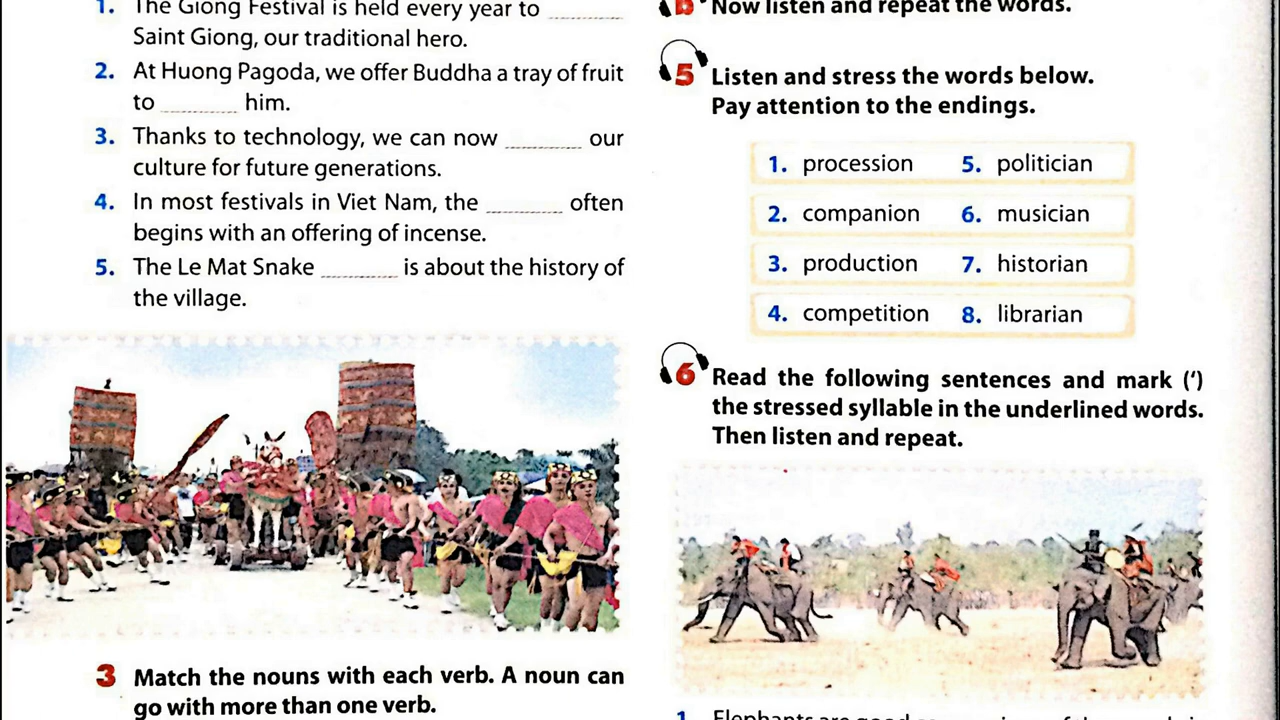 1. The Giong Festival is held every year to
Saint Giong, our traditional hero.
2. At Huong Pagoda, we offer Buddha a tray of fruit
to ________ him.
3. Thanks to technology, we can now ________ our
culture for future generations.
4. In most festivals in Viet Nam, the ________ often
begins with an offering of incense.
5. The Le Mat Snake ________ is about the history of
the village.
3 Match the nouns with each verb. A noun can
go with more than one verb.
b Now listen and repeat the words.
5 Listen and stress the words below.
Pay attention to the endings.
1. procession 5. politician
2. companion 6. musician
3. production 7. historian
4. competition 8. librarian
6 Read the following sentences and mark (‘)
the stressed syllable in the underlined words.
Then listen and repeat.
1. Elephants are good